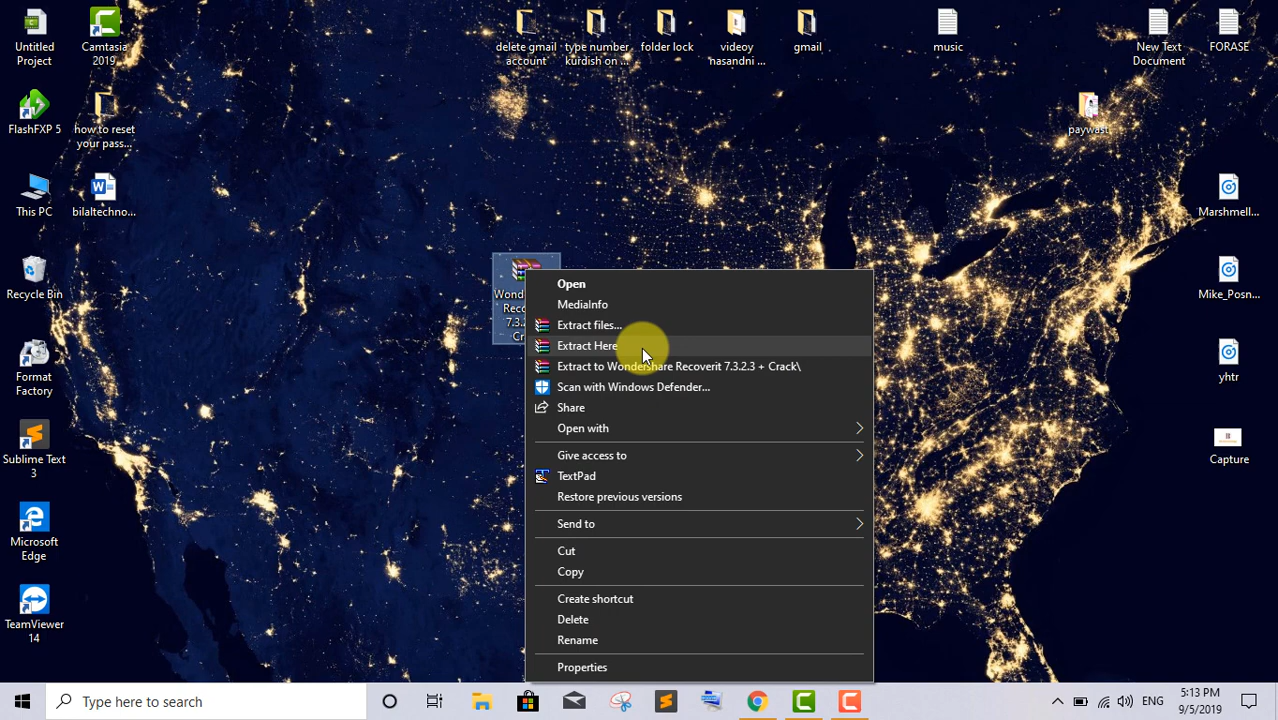 Untitled
Project
Camtasia
2019
delete gmail
account
type number
kurdish on ...
folder lock
videoy
nasandni ...
gmail
music
New Text
Document
FORASE
FlashFXP 5
how to reset
your pass...
paywast
This PC
bilaltechno...
Marshmell...
Recycle Bin
Mike_Posn...
Format
Factory
yhtr
Sublime Text
3
Capture
Microsoft
Edge
TeamViewer
14
Open
MediaInfo
Extract files...
Extract Here
Extract to Wondershare Recoverit 7.3.2.3 + Crack\
Scan with Windows Defender...
Share
Open with
Give access to
TextPad
Restore previous versions
Send to
Cut
Copy
Create shortcut
Delete
Rename
Properties
Type here to search
ENG
5:13 PM
9/5/2019